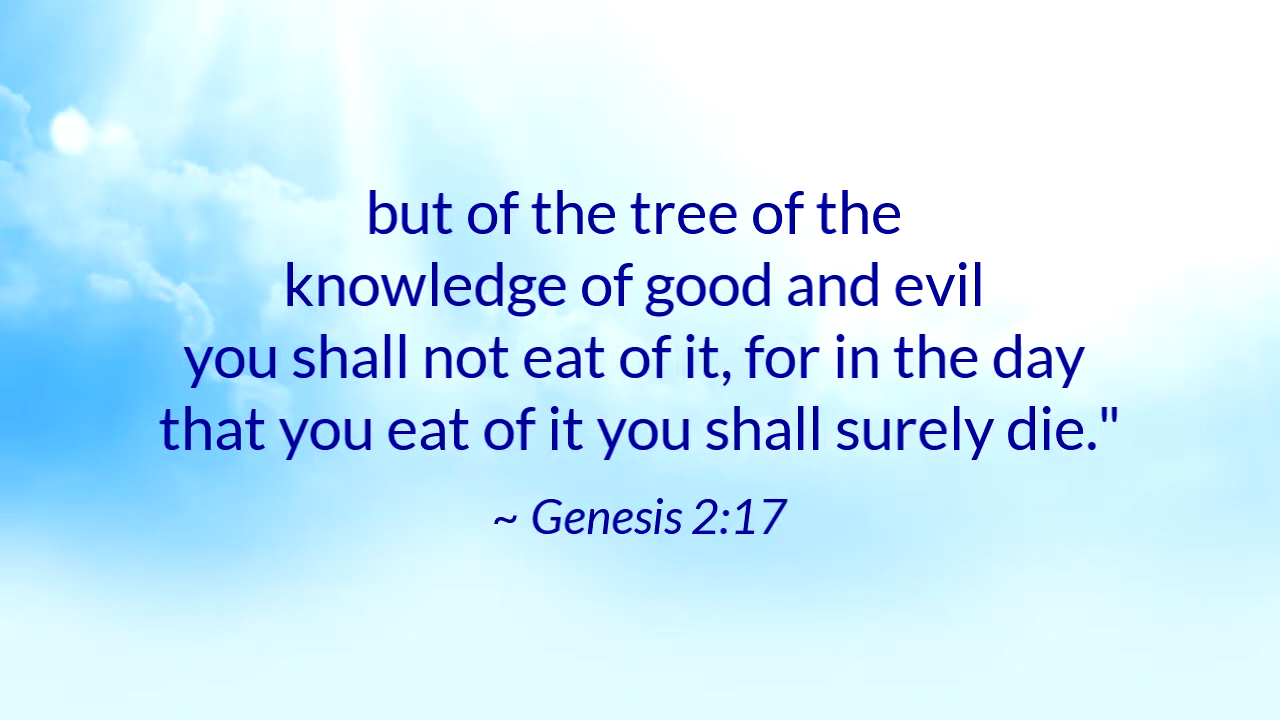 but of the tree of the
knowledge of good and evil
you shall not eat of it, for in the day
that you eat of it you shall surely die."
~ Genesis 2:17